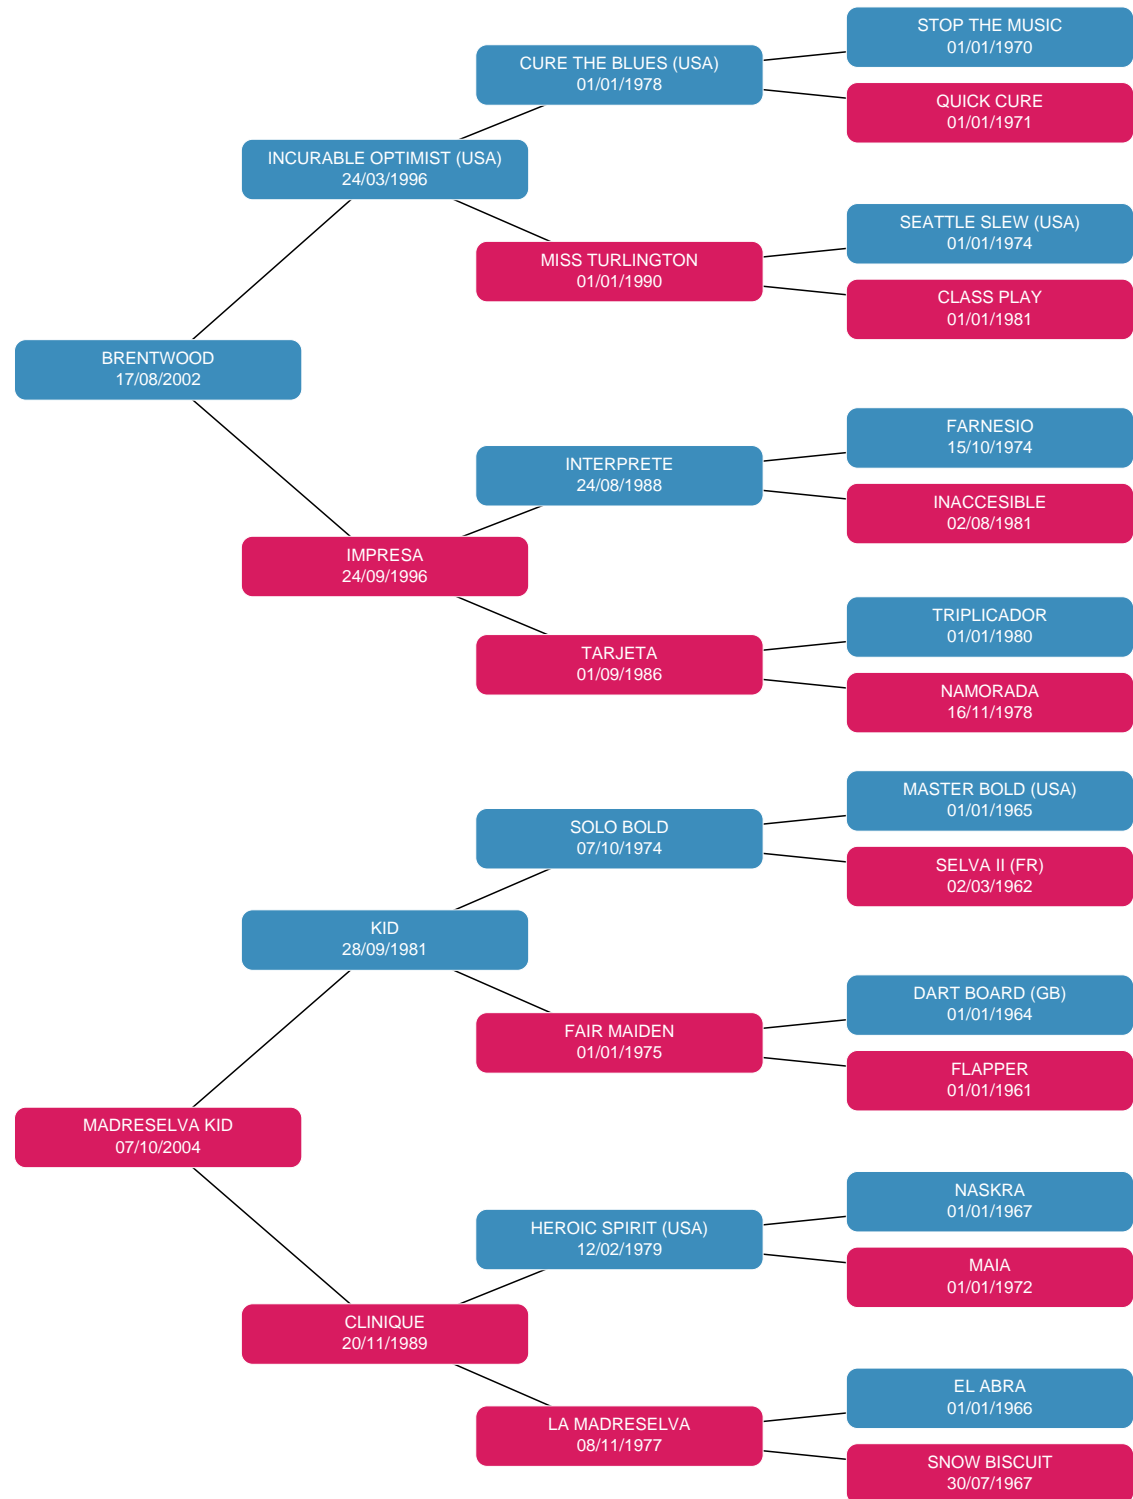 STOP THE MUSIC
01/01/1970
CURE THE BLUES (USA)
01/01/1978
QUICK CURE
01/01/1971
INCURABLE OPTIMIST (USA)
24/03/1996
SEATTLE SLEW (USA)
01/01/1974
MISS TURLINGTON
01/01/1990
CLASS PLAY
01/01/1981
BRENTWOOD
17/08/2002
FARNESIO
15/10/1974
INTERPRETE
24/08/1988
INACCESIBLE
02/08/1981
IMPRESA
24/09/1996
TRIPLICADOR
01/01/1980
TARJETA
01/09/1986
NAMORADA
16/11/1978
MASTER BOLD (USA)
01/01/1965
SOLO BOLD
07/10/1974
SELVA II (FR)
02/03/1962
KID
28/09/1981
DART BOARD (GB)
01/01/1964
FAIR MAIDEN
01/01/1975
FLAPPER
01/01/1961
MADRESELVA KID
07/10/2004
NASKRA
01/01/1967
HEROIC SPIRIT (USA)
12/02/1979
MAIA
01/01/1972
CLINIQUE
20/11/1989
EL ABRA
01/01/1966
LA MADRESELVA
08/11/1977
SNOW BISCUIT
30/07/1967